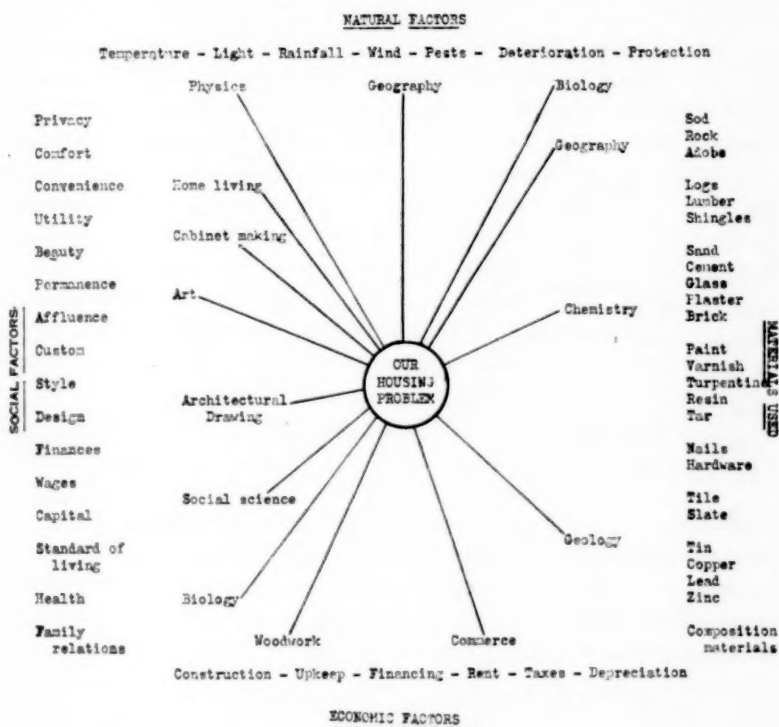 NATURAL FACTORS
Temperature - Light - Rainfall - Wind - Pests - Deterioration - Protection
Physics
Geography
Biology
Geography
Home living
Cabinet making
Art
Chemistry
OUR
HOUSING
PROBLEM
Architectural
Drawing
Social science
Geology
Biology
Woodwork
Commerce
SOCIAL FACTORS
Privacy
Comfort
Convenience
Utility
Beauty
Permanence
Affluence
Custom
Style
Design
Finances
Wages
Capital
Standard of
living
Health
Family
relations
MATERIALS USED
Sod
Rock
Adobe
Logs
Lumber
Shingles
Sand
Cement
Glass
Plaster
Brick
Paint
Varnish
Turpentine
Resin
Tar
Nails
Hardware
Tile
Slate
Tin
Copper
Lead
Zinc
Composition
materials
Construction - Upkeep - Financing - Rent - Taxes - Depreciation
ECONOMIC FACTORS